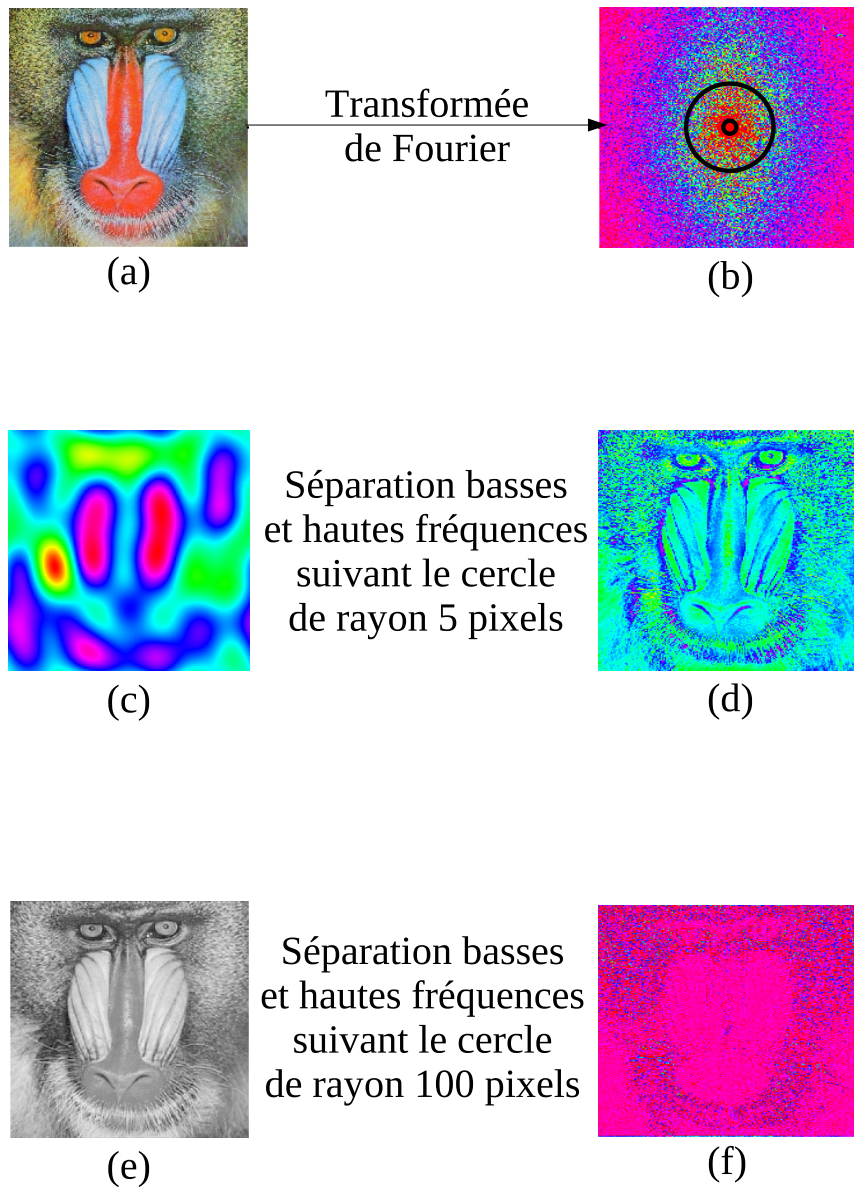 Transformée
de Fourier
(a)
(b)
Séparation basses
et hautes fréquences
suivant le cercle
de rayon 5 pixels
(c)
(d)
Séparation basses
et hautes fréquences
suivant le cercle
de rayon 100 pixels
(e)
(f)